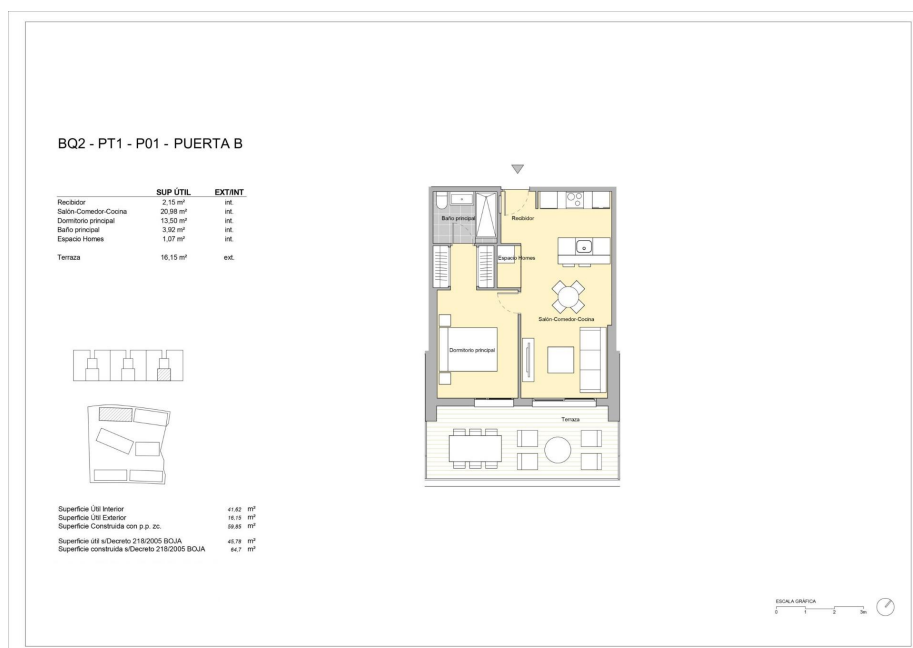 BQ2 - PT1 - P01 - PUERTA B
SUP ÚTIL EXT/INT
Recibidor 2,15 m² int.
Salón-Comedor-Cocina 20,98 m² int.
Dormitorio principal 13,50 m² int.
Baño principal 3,92 m² int.
Espacio Homes 1,07 m² int.
Terraza 16,15 m² ext.
Baño principal
Recibidor
Espacio Homes
Salón-Comedor-Cocina
Dormitorio principal
Terraza
Superficie Útil Interior 41,62 m²
Superficie Útil Exterior 16,15 m²
Superficie Construida con p.p. zc. 59,85 m²
Superficie útil s/Decreto 218/2005 BOJA 45,78 m²
Superficie construida s/Decreto 218/2005 BOJA 64,7 m²
ESCALA GRÁFICA
0 1 2 3m